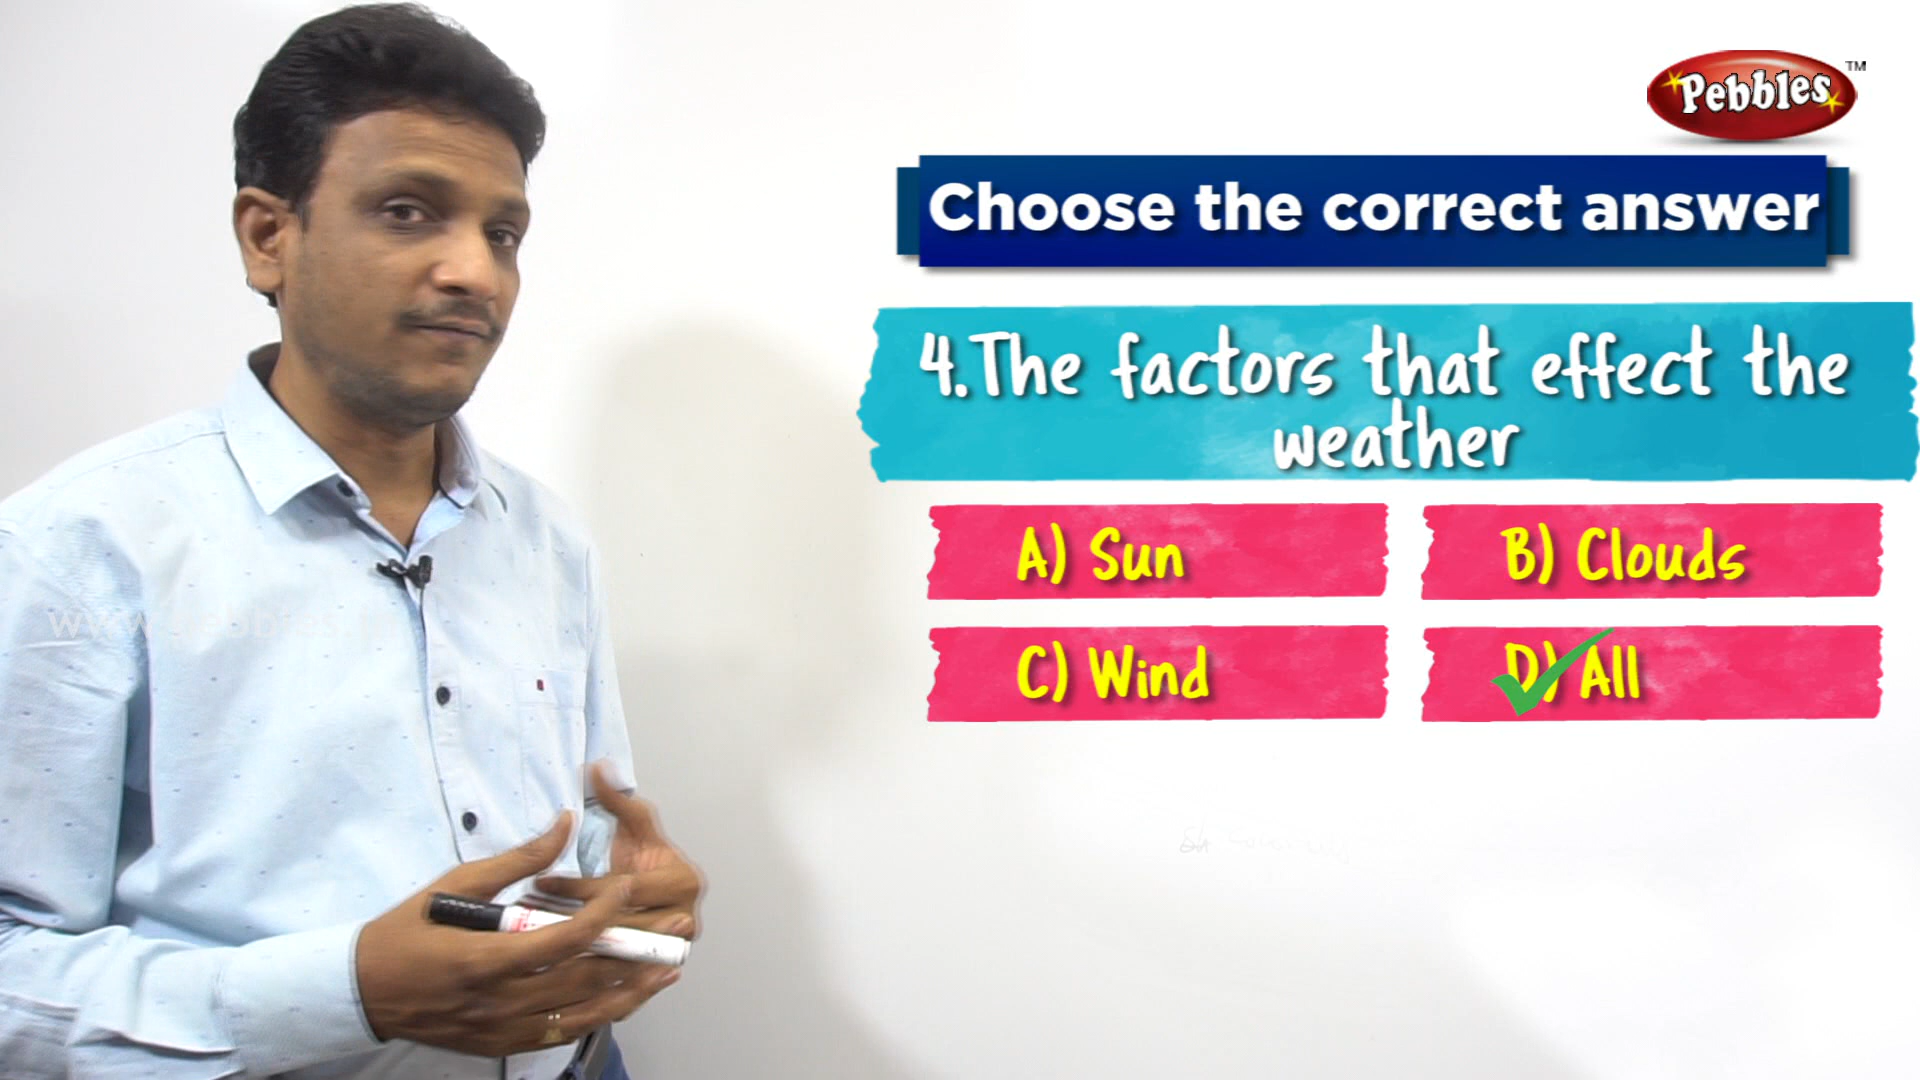 Pebbles™
Choose the correct answer
4.The factors that effect the
weather
A) Sun
B) Clouds
C) Wind
D) All